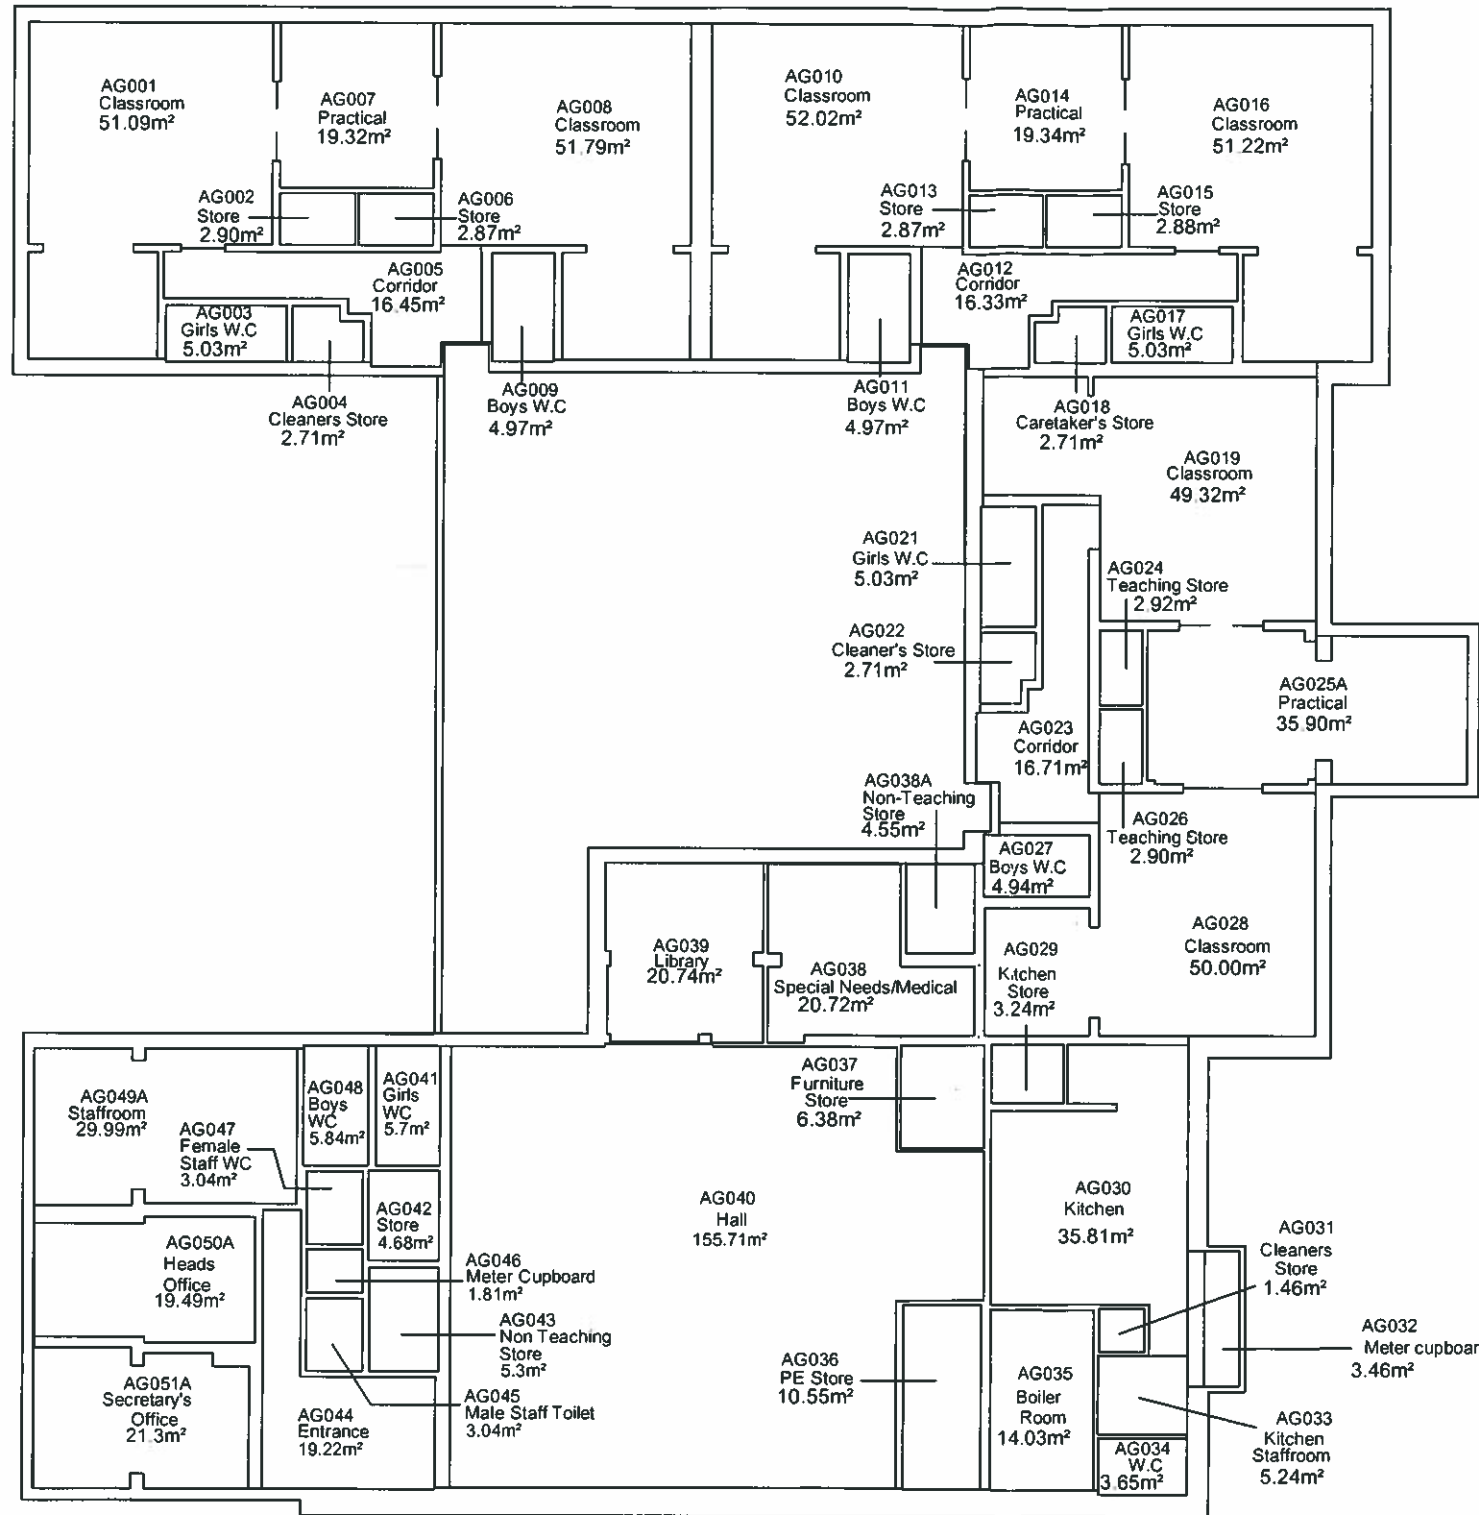 AG001
Classroom
51.09m²
AG007
Practical
19.32m²
AG008
Classroom
51.79m²
AG010
Classroom
52.02m²
AG014
Practical
19.34m²
AG016
Classroom
51.22m²
AG002
Store
2.90m²
AG006
Store
2.87m²
AG013
Store
2.87m²
AG015
Store
2.88m²
AG005
Corridor
16.45m²
AG012
Corridor
16.33m²
AG003
Girls W.C
5.03m²
AG017
Girls W.C
5.03m²
AG004
Cleaners Store
2.71m²
AG009
Boys W.C
4.97m²
AG011
Boys W.C
4.97m²
AG018
Caretaker's Store
2.71m²
AG019
Classroom
49.32m²
AG021
Girls W.C
5.03m²
AG024
Teaching Store
2.92m²
AG022
Cleaner's Store
2.71m²
AG025A
Practical
35.90m²
AG023
Corridor
16.71m²
AG038A
Non-Teaching
Store
4.55m²
AG026
Teaching Store
2.90m²
AG027
Boys W.C
4.94m²
AG028
Classroom
50.00m²
AG039
Library
20.74m²
AG038
Special Needs/Medical
20.72m²
AG029
Kitchen
Store
3.24m²
AG037
Furniture
Store
6.38m²
AG049A
Staffroom
29.99m²
AG048
Boys
WC
5.84m²
AG041
Girls
WC
5.7m²
AG047
Female
Staff WC
3.04m²
AG042
Store
4.68m²
AG040
Hall
155.71m²
AG030
Kitchen
35.81m²
AG031
Cleaners
Store
1.46m²
AG050A
Heads
Office
19.49m²
AG046
Meter Cupboard
1.81m²
AG043
Non Teaching
Store
5.3m²
AG032
Meter cupboar
3.46m²
AG036
PE Store
10.55m²
AG035
Boiler
Room
14.03m²
AG051A
Secretary's
Office
21.3m²
AG045
Male Staff Toilet
3.04m²
AG044
Entrance
19.22m²
AG033
Kitchen
Staffroom
5.24m²
AG034
W.C
3.65m²